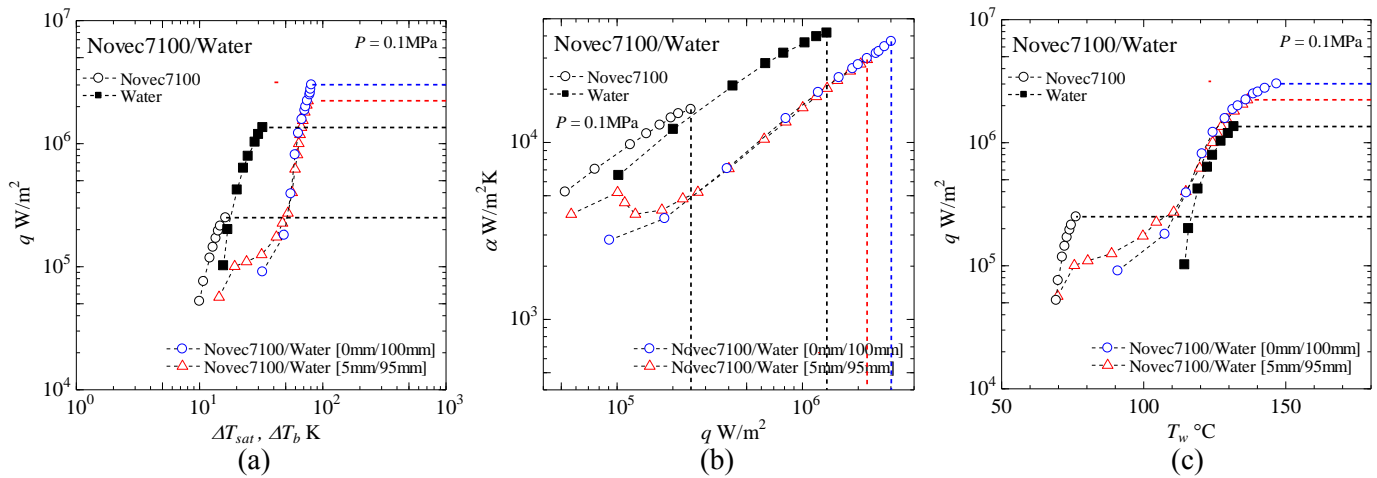 10^7
Novec7100/Water
P = 0.1MPa
Novec7100
Water
10^6
q W/m^2
10^5
Novec7100/Water [0mm/100mm]
Novec7100/Water [5mm/95mm]
10^4
10^0
10^1
10^2
10^3
ΔT_sat , ΔT_b K
(a)
Novec7100/Water
Novec7100
Water
P = 0.1MPa
10^4
α W/m^2K
10^3
Novec7100/Water [0mm/100mm]
Novec7100/Water [5mm/95mm]
10^5
10^6
q W/m^2
(b)
10^7
Novec7100/Water
P = 0.1MPa
Novec7100
Water
10^6
q W/m^2
10^5
Novec7100/Water [0mm/100mm]
Novec7100/Water [5mm/95mm]
10^4
50
100
150
T_w °C
(c)